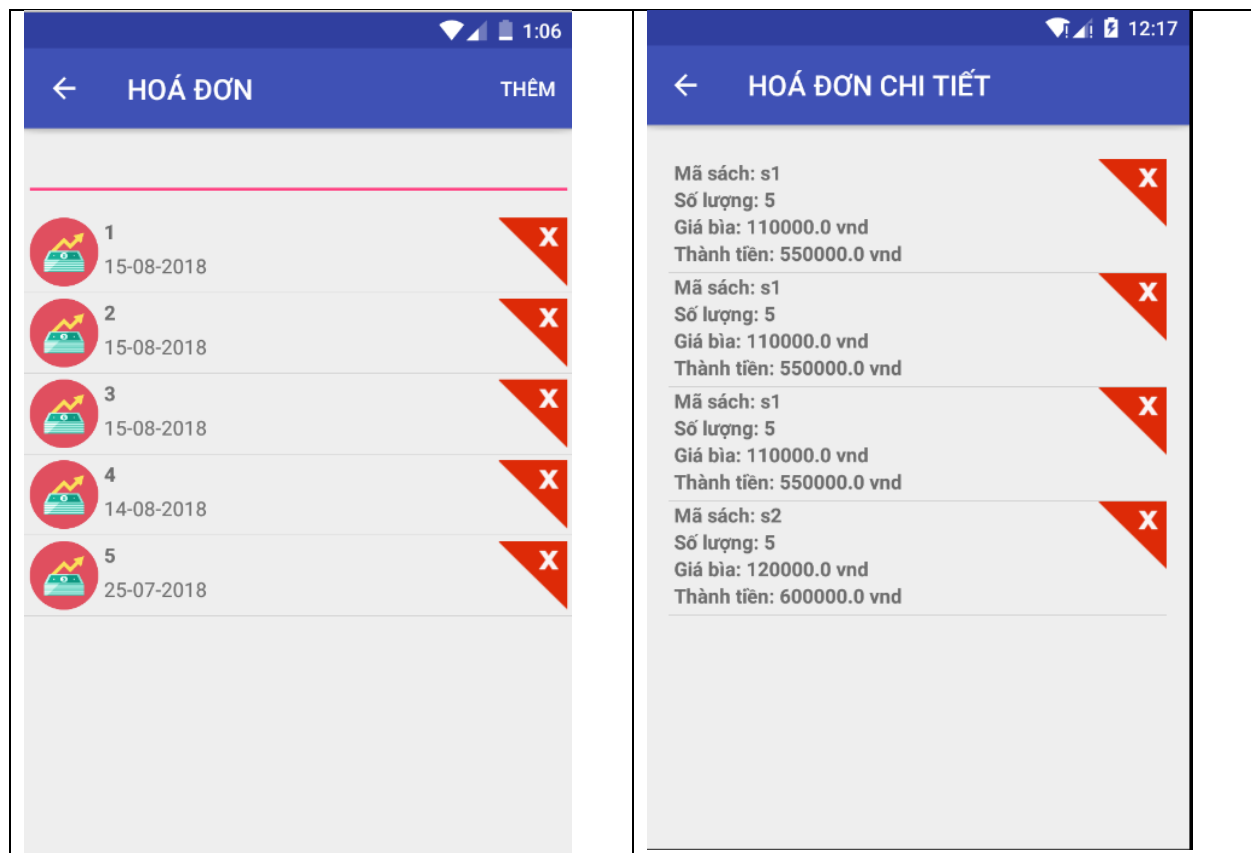 1:06
HOÁ ĐƠN
THÊM
1
15-08-2018
X
2
15-08-2018
X
3
15-08-2018
X
4
14-08-2018
X
5
25-07-2018
X
12:17
HOÁ ĐƠN CHI TIẾT
Mã sách: s1
X
Số lượng: 5
Giá bìa: 110000.0 vnd
Thành tiền: 550000.0 vnd
Mã sách: s1
X
Số lượng: 5
Giá bìa: 110000.0 vnd
Thành tiền: 550000.0 vnd
Mã sách: s1
X
Số lượng: 5
Giá bìa: 110000.0 vnd
Thành tiền: 550000.0 vnd
Mã sách: s2
X
Số lượng: 5
Giá bìa: 120000.0 vnd
Thành tiền: 600000.0 vnd